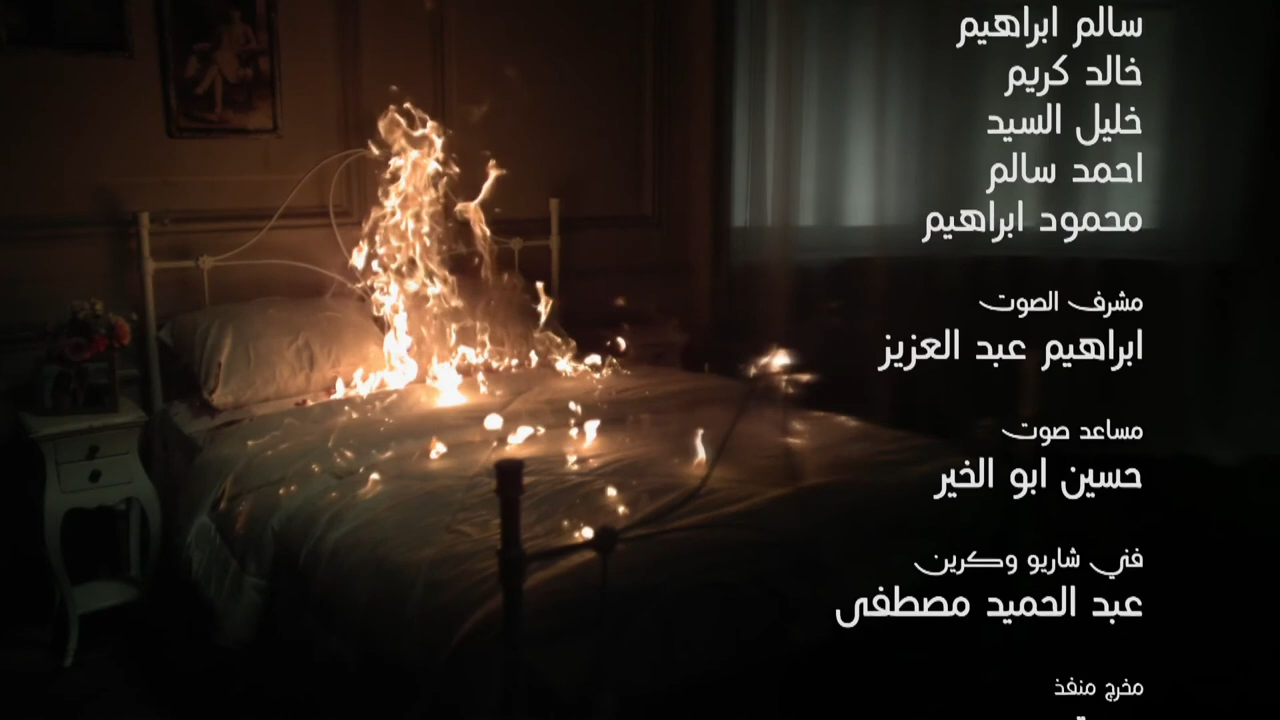 سالم ابراهيم
خالد كريم
خليل السيد
احمد سالم
محمود ابراهيم
مشرف الصوت
ابراهيم عبد العزيز
مساعد صوت
حسين ابو الخير
فني شاريو وكرين
عبد الحميد مصطفى
مخرج منفذ